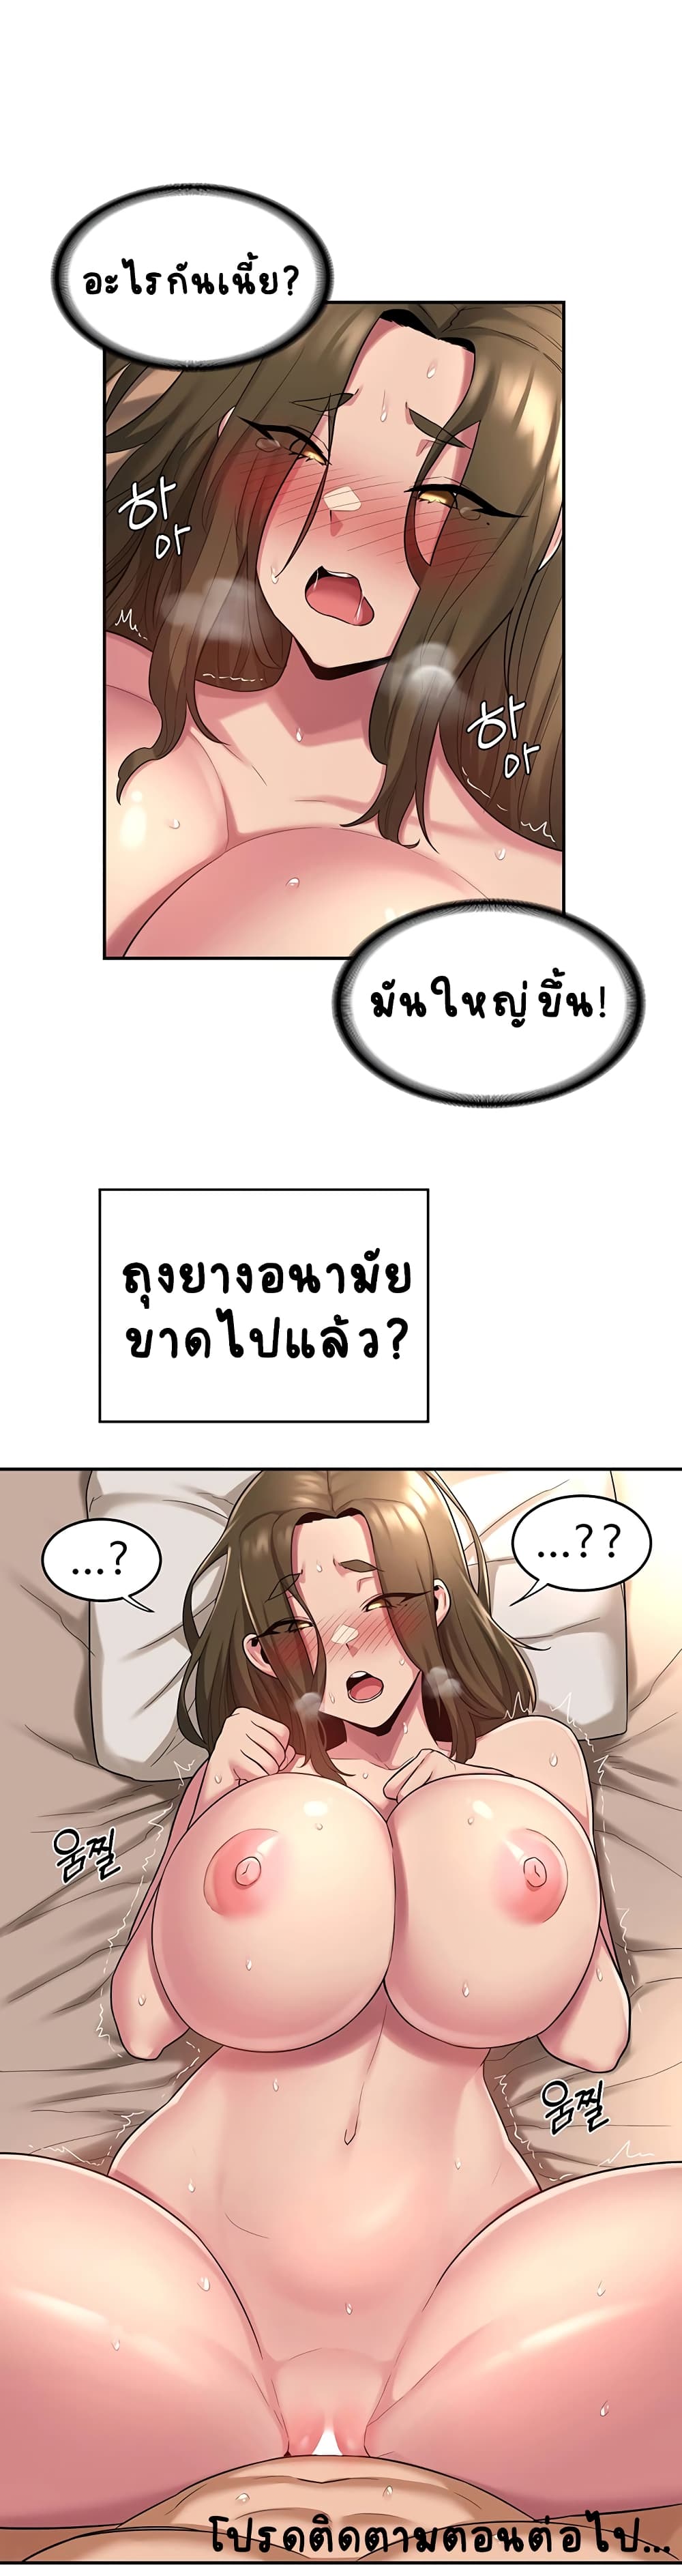 อะไรกันเนี้ย?
하아
하아
มันใหญ่ขึ้น!
ถุงยางอนามัย
ขาดไปแล้ว?
...?
...??
움찔
움찔
โปรดติดตามตอนต่อไป...